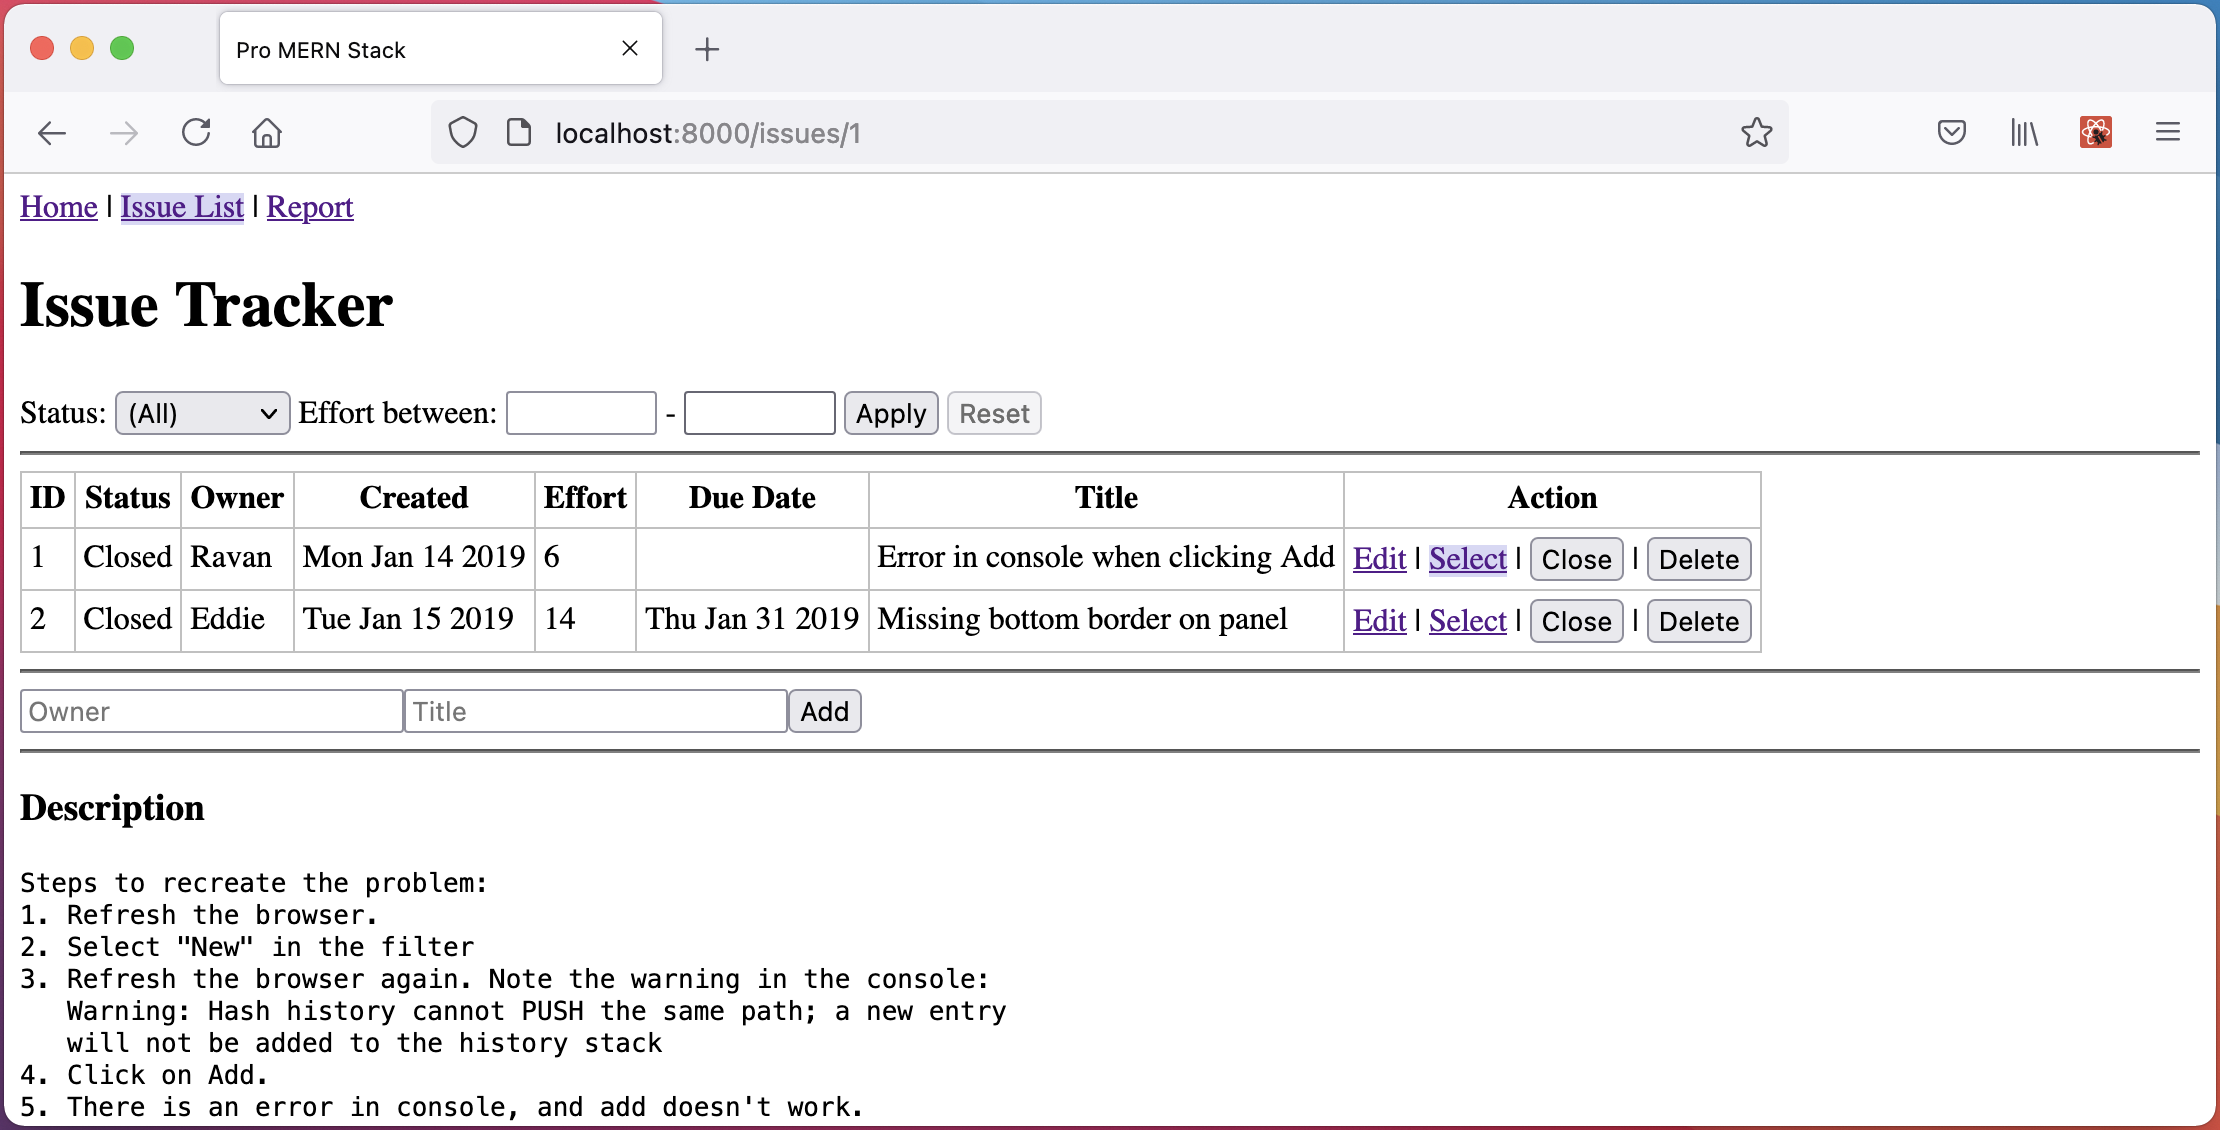 Pro MERN Stack
localhost:8000/issues/1
Home | Issue List | Report
Issue Tracker
Status: (All) Effort between: - Apply Reset
ID Status Owner Created Effort Due Date Title Action
1 Closed Ravan Mon Jan 14 2019 6 Error in console when clicking Add Edit | Select | Close | Delete
2 Closed Eddie Tue Jan 15 2019 14 Thu Jan 31 2019 Missing bottom border on panel Edit | Select | Close | Delete
Owner Title Add
Description
Steps to recreate the problem:
1. Refresh the browser.
2. Select "New" in the filter
3. Refresh the browser again. Note the warning in the console:
Warning: Hash history cannot PUSH the same path; a new entry
will not be added to the history stack
4. Click on Add.
5. There is an error in console, and add doesn't work.